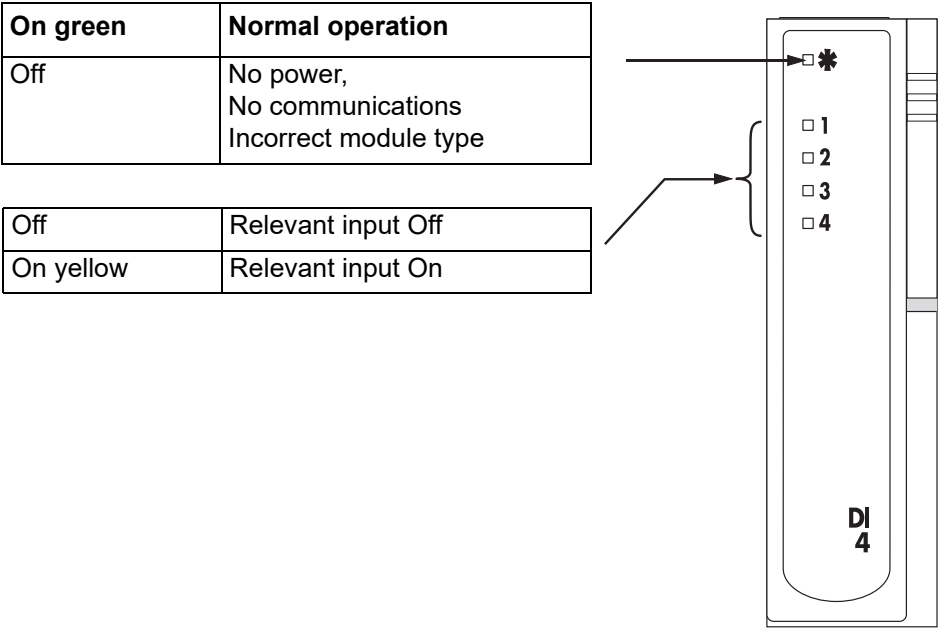 On green Normal operation
Off No power,
No communications
Incorrect module type
Off Relevant input Off
On yellow Relevant input On
✱
1
2
3
4
DI
4